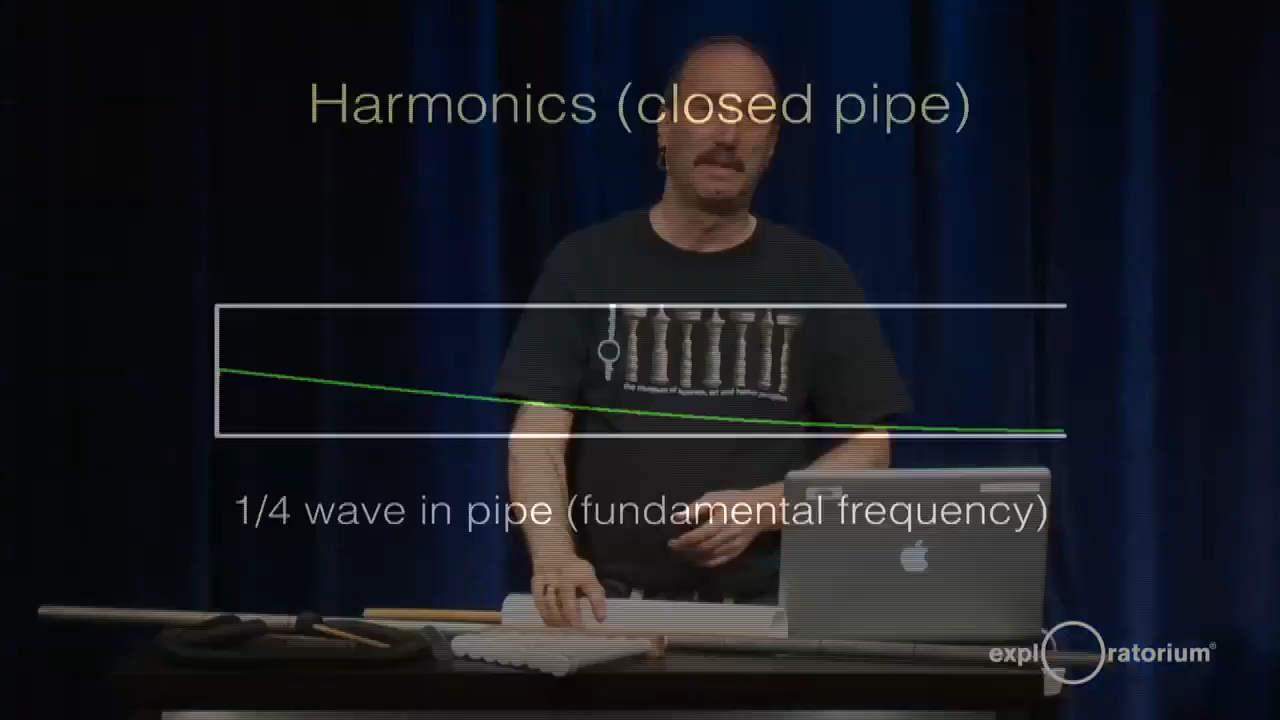 Harmonics (closed pipe)
1/4 wave in pipe (fundamental frequency)
exploratorium®